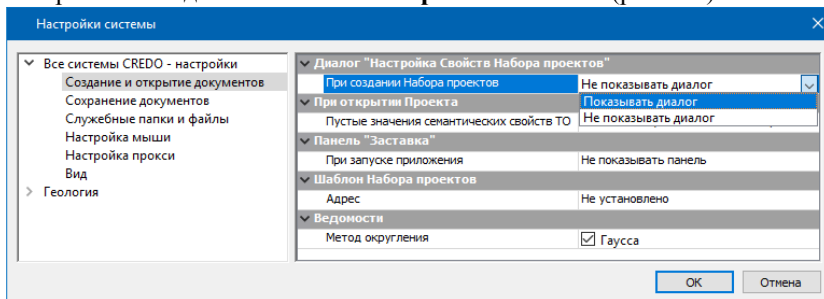 Настройки системы
Все системы CREDO - настройки
Создание и открытие документов
Сохранение документов
Служебные папки и файлы
Настройка мыши
Настройка прокси
Вид
Геология
Диалог "Настройка Свойств Набора проектов"
При создании Набора проектов Не показывать диалог
При открытии Проекта Показывать диалог
Пустые значения семантических свойств ТО Не показывать диалог
Панель "Заставка"
При запуске приложения Не показывать панель
Шаблон Набора проектов
Адрес Не установлено
Ведомости
Метод округления Гаусса
ОК Отмена